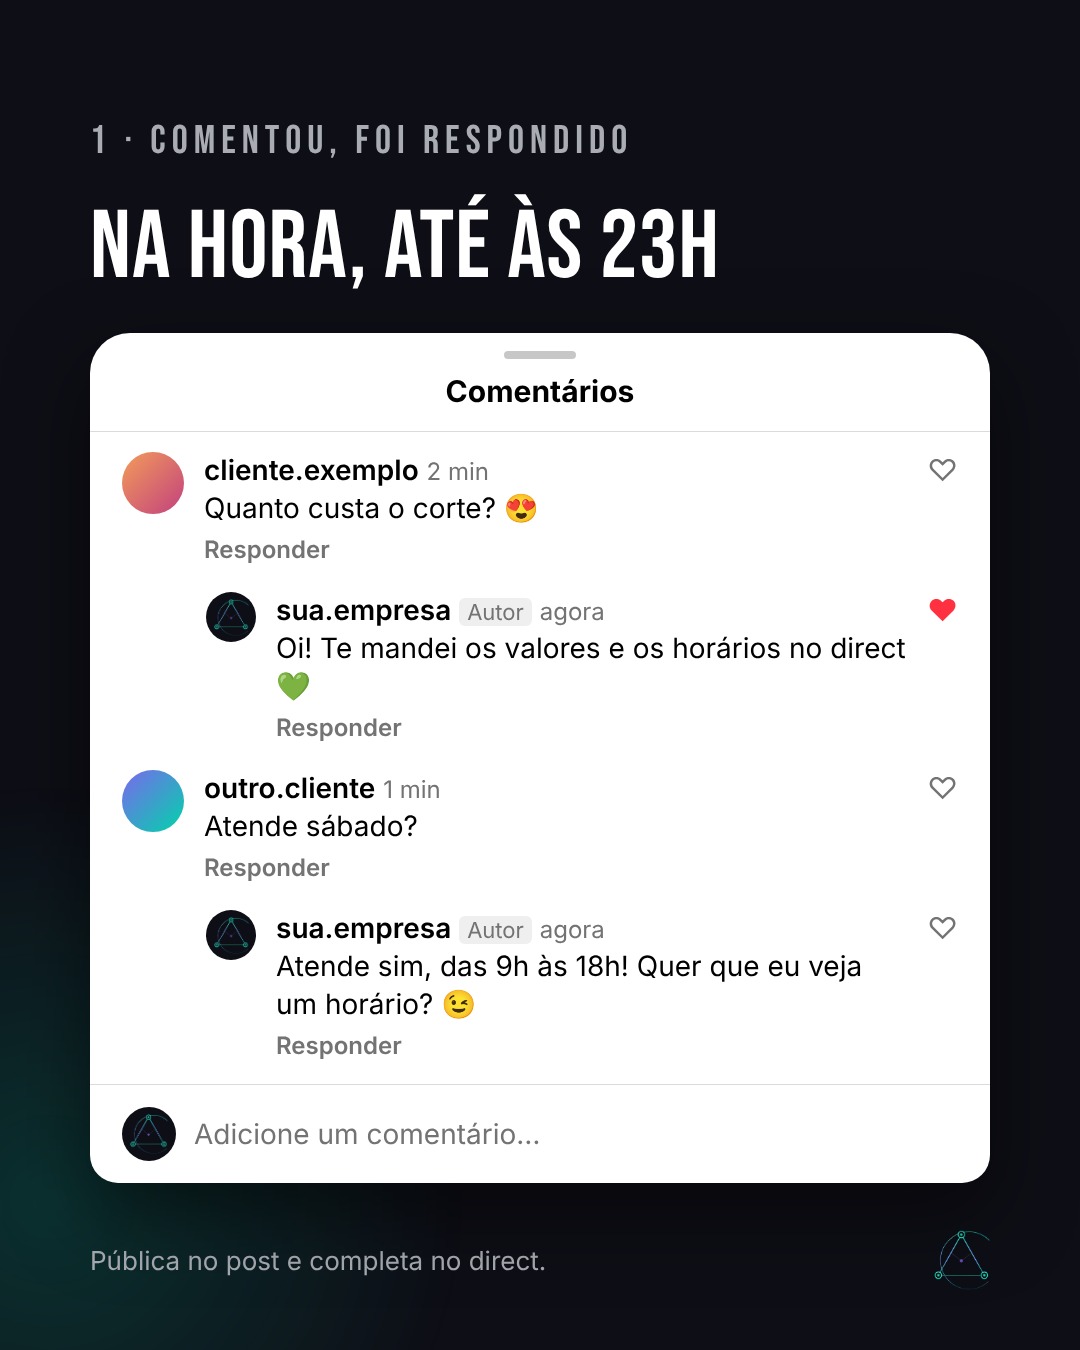 1 · COMENTOU, FOI RESPONDIDO
NA HORA, ATÉ ÀS 23H
Comentários
cliente.exemplo 2 min
Quanto custa o corte? 😍
Responder
sua.empresa Autor agora
Oi! Te mandei os valores e os horários no direct
💚
Responder
outro.cliente 1 min
Atende sábado?
Responder
sua.empresa Autor agora
Atende sim, das 9h às 18h! Quer que eu veja
um horário? 😉
Responder
Adicione um comentário...
Pública no post e completa no direct.